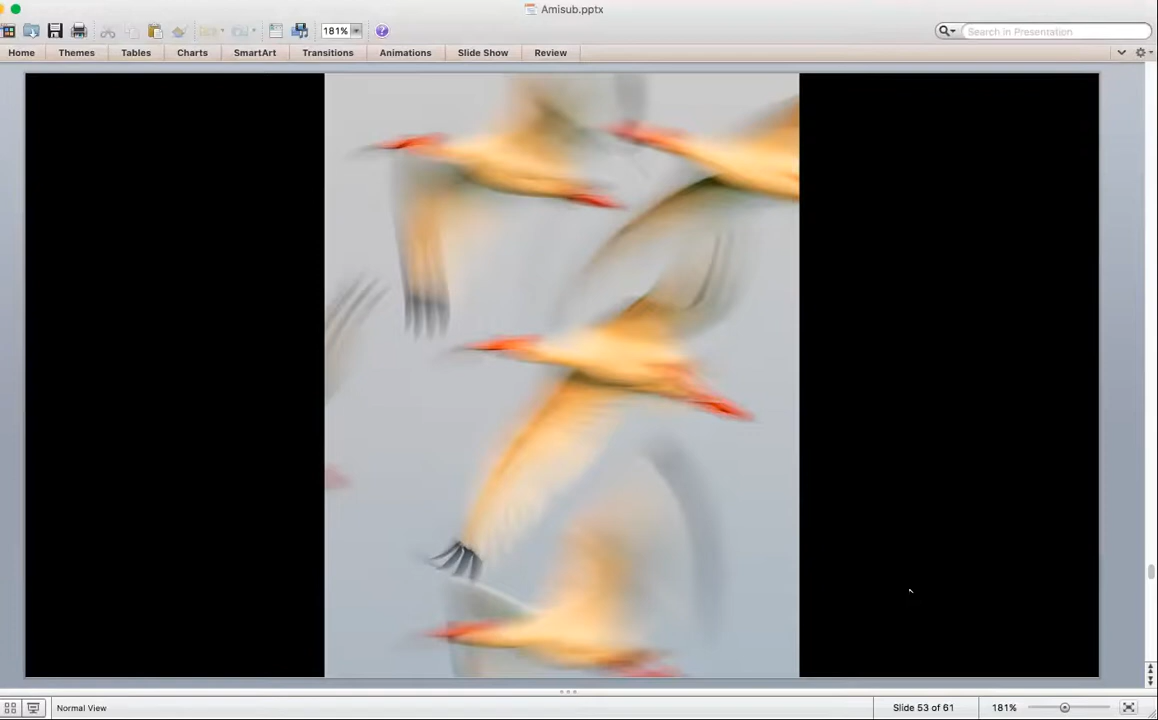 Amisub.pptx
181%
Search in Presentation
Home
Themes
Tables
Charts
SmartArt
Transitions
Animations
Slide Show
Review
Normal View
Slide 53 of 61
181%